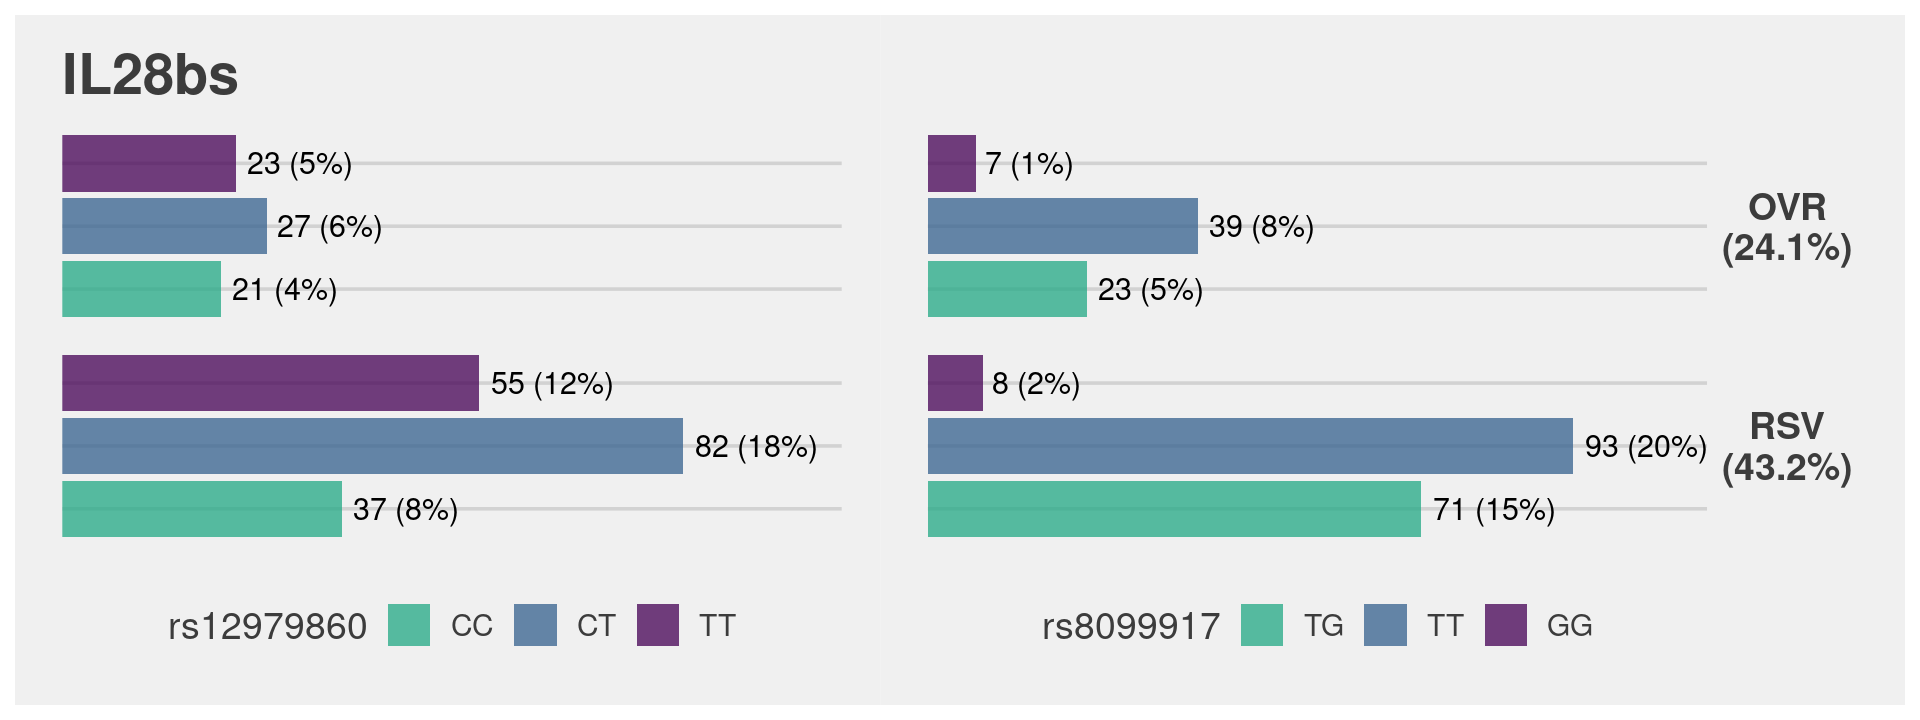 IL28bs
23 (5%)
27 (6%)
21 (4%)
55 (12%)
82 (18%)
37 (8%)
rs12979860 CC CT TT
7 (1%)
39 (8%)
23 (5%)
OVR
(24.1%)
8 (2%)
93 (20%)
71 (15%)
RSV
(43.2%)
rs8099917 TG TT GG